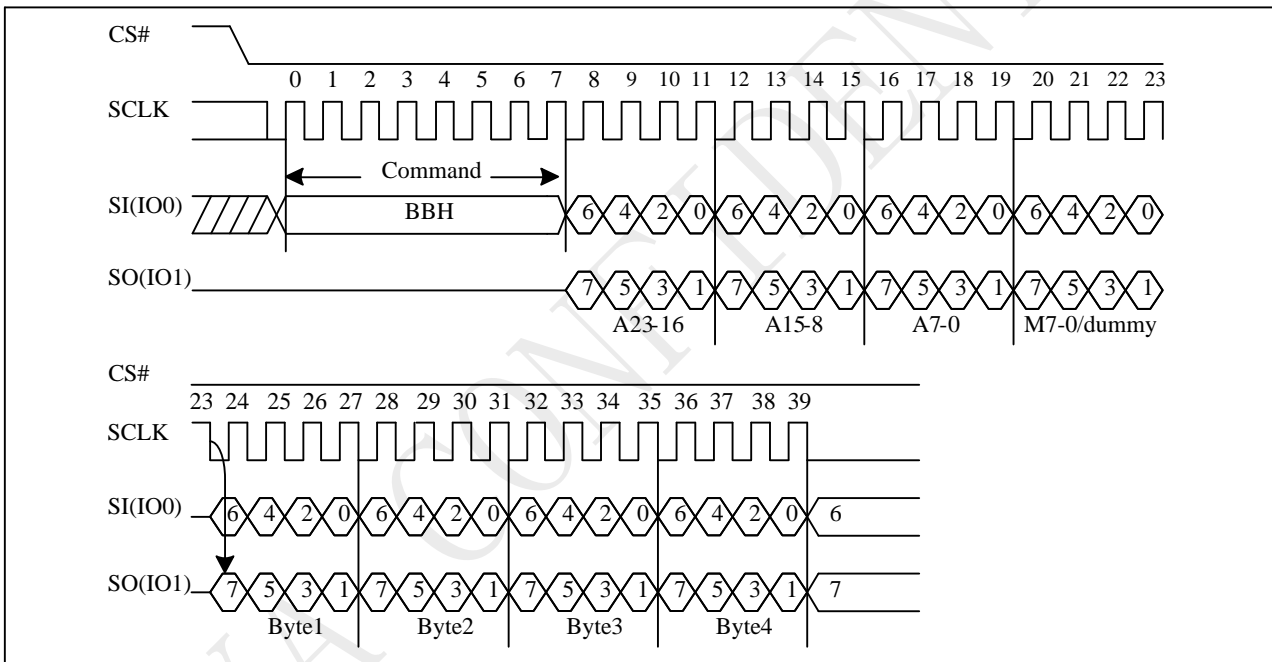 CS#
0 1 2 3 4 5 6 7 8 9 10 11 12 13 14 15 16 17 18 19 20 21 22 23
SCLK
Command
SI(IO0) BBH 6 4 2 0 6 4 2 0 6 4 2 0 6 4 2 0
SO(IO1) 7 5 3 1 7 5 3 1 7 5 3 1 7 5 3 1
A23-16 A15-8 A7-0 M7-0/dummy
CS#
23 24 25 26 27 28 29 30 31 32 33 34 35 36 37 38 39
SCLK
SI(IO0) 6 4 2 0 6 4 2 0 6 4 2 0 6 4 2 0 6
SO(IO1) 7 5 3 1 7 5 3 1 7 5 3 1 7 5 3 1 7
Byte1 Byte2 Byte3 Byte4